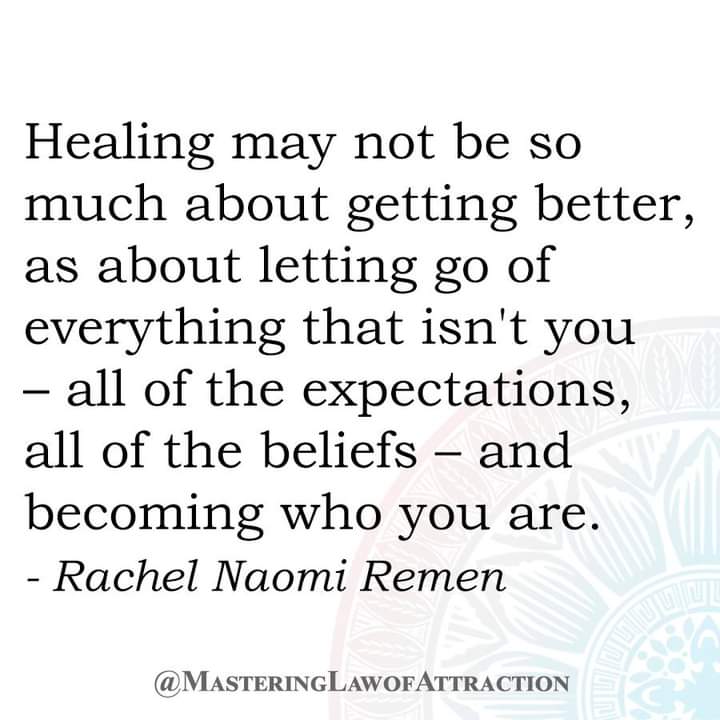 Healing may not be so
much about getting better,
as about letting go of
everything that isn't you
– all of the expectations,
all of the beliefs – and
becoming who you are.
- Rachel Naomi Remen
@MasteringLawofAttraction